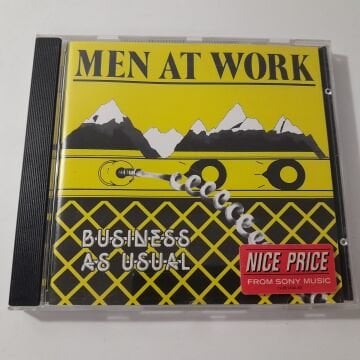 MEN AT WORK
BUSINESS
AS USUAL
NICE PRICE
FROM SONY MUSIC